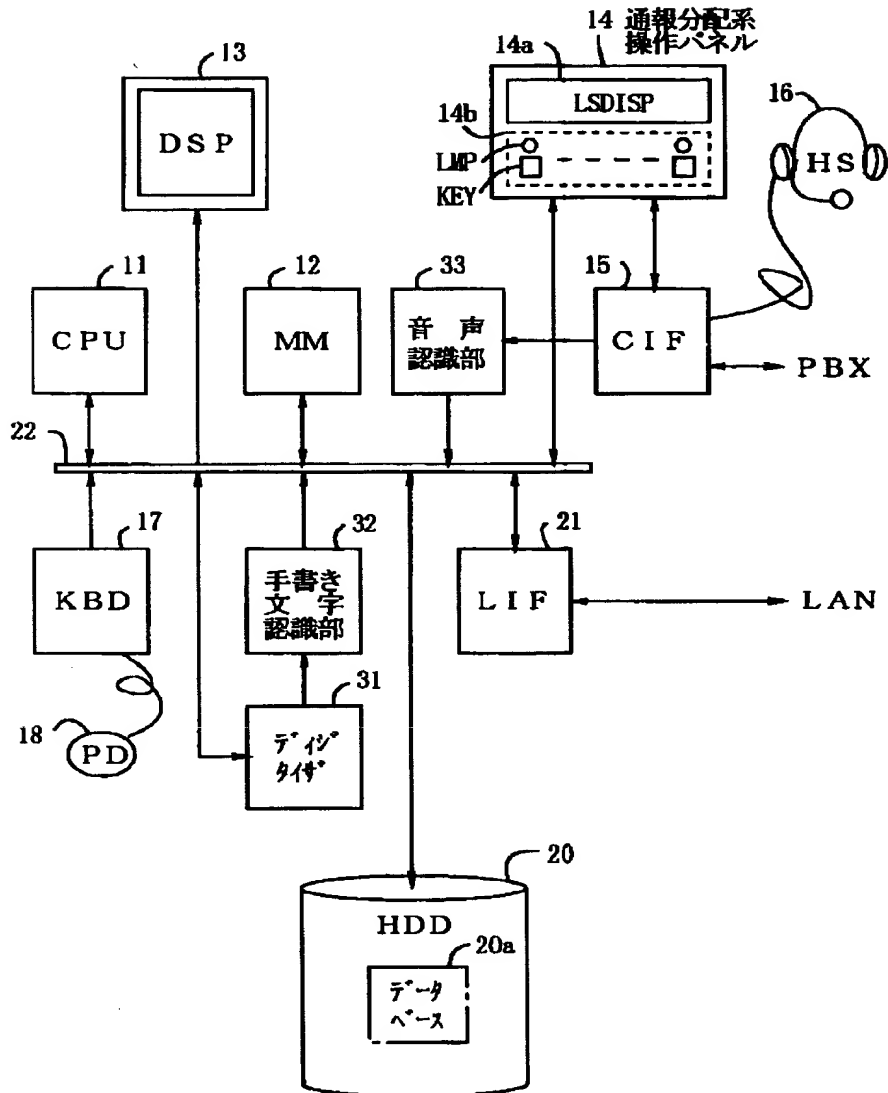 14 通報分配系
操作パネル
14a
LSDISP
14b
LMP
KEY
13
DSP
16
HS
11
CPU
12
MM
33
音 声
認識部
15
CIF
PBX
22
17
KBD
32
手書き
文 字
認識部
21
LIF
LAN
18
PD
31
ディジ
タイザ
20
HDD
20a
データ
ベース